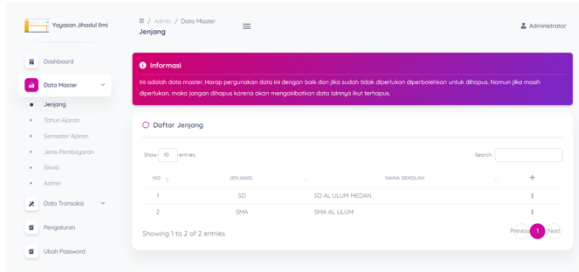 Yayasan Jihadul Ilmi
/ Admin / Data Master
Jenjang
Administrator
Dashboard
Data Master
Jenjang
Tahun Ajaran
Semester Ajaran
Jenis Pembayaran
Siswa
Admin
Data Transaksi
Pengaturan
Ubah Password
Informasi
Ini adalah data master. Harap pergunakan data ini dengan baik dan jika sudah tidak diperlukan diperbolehkan untuk dihapus. Namun jika masih
diperlukan, maka jangan dihapus karena akan mengakibatkan data lainnya ikut terhapus.
Daftar Jenjang
Show 10 entries
Search:
NO JENJANG NAMA SEKOLAH +
1 SD SD AL ULUM MEDAN
2 SMA SMA AL ULUM
Showing 1 to 2 of 2 entries
Previous 1 Next